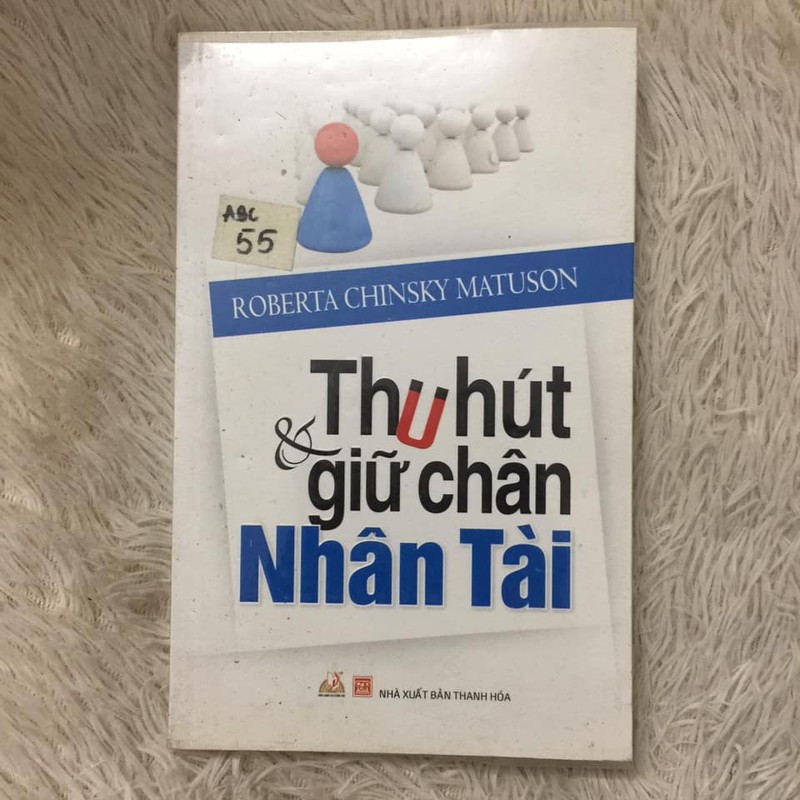 ABC
55
ROBERTA CHINSKY MATUSON
Thu hút
& giữ chân
Nhân Tài
NHÀ XUẤT BẢN THANH HÓA